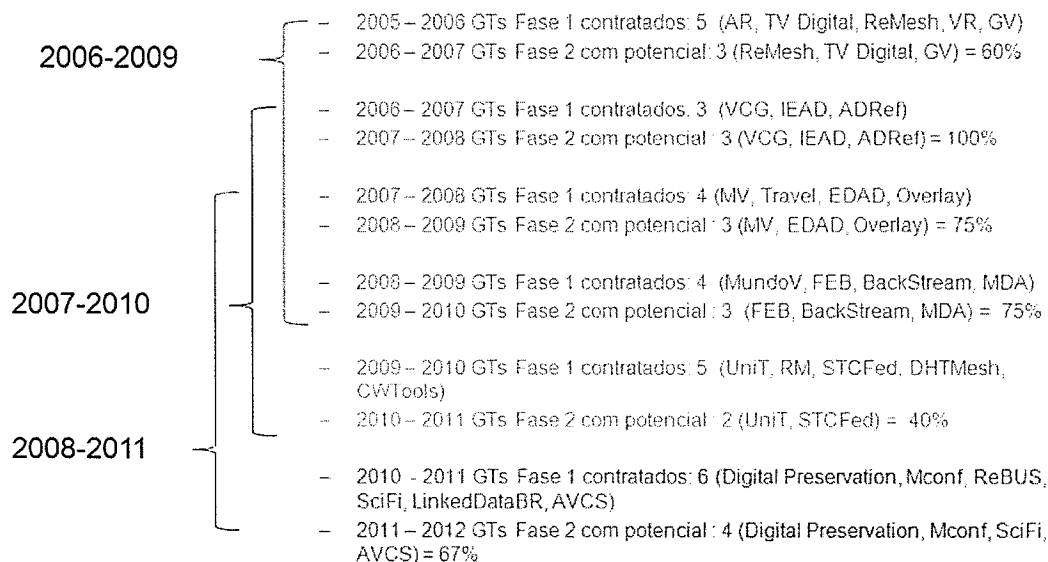 2006-2009
– 2005 – 2006 GTs Fase 1 contratados: 5 (AR, TV Digital, ReMesh, VR, GV)
– 2006 – 2007 GTs Fase 2 com potencial: 3 (ReMesh, TV Digital, GV) = 60%
– 2006 – 2007 GTs Fase 1 contratados: 3 (VCG, IEAD, ADRef)
– 2007 – 2008 GTs Fase 2 com potencial : 3 (VCG, IEAD, ADRef) = 100%
– 2007 – 2008 GTs Fase 1 contratados: 4 (MV, Travel, EDAD, Overlay)
– 2008 – 2009 GTs Fase 2 com potencial : 3 (MV, EDAD, Overlay) = 75%
2007-2010
– 2008 – 2009 GTs Fase 1 contratados: 4 (MundoV, FEB, BackStream, MDA)
– 2009 – 2010 GTs Fase 2 com potencial : 3 (FEB, BackStream, MDA) = 75%
– 2009 – 2010 GTs Fase 1 contratados: 5 (UniT, RM, STCFed, DHTMesh,
CWTools)
– 2010 – 2011 GTs Fase 2 com potencial : 2 (UniT, STCFed) = 40%
2008-2011
– 2010 - 2011 GTs Fase 1 contratados: 6 (Digital Preservation, Mconf, ReBUS,
SciFi, LinkedDataBR, AVCS)
– 2011 – 2012 GTs Fase 2 com potencial : 4 (Digital Preservation, Mconf, SciFi,
AVCS) = 67%